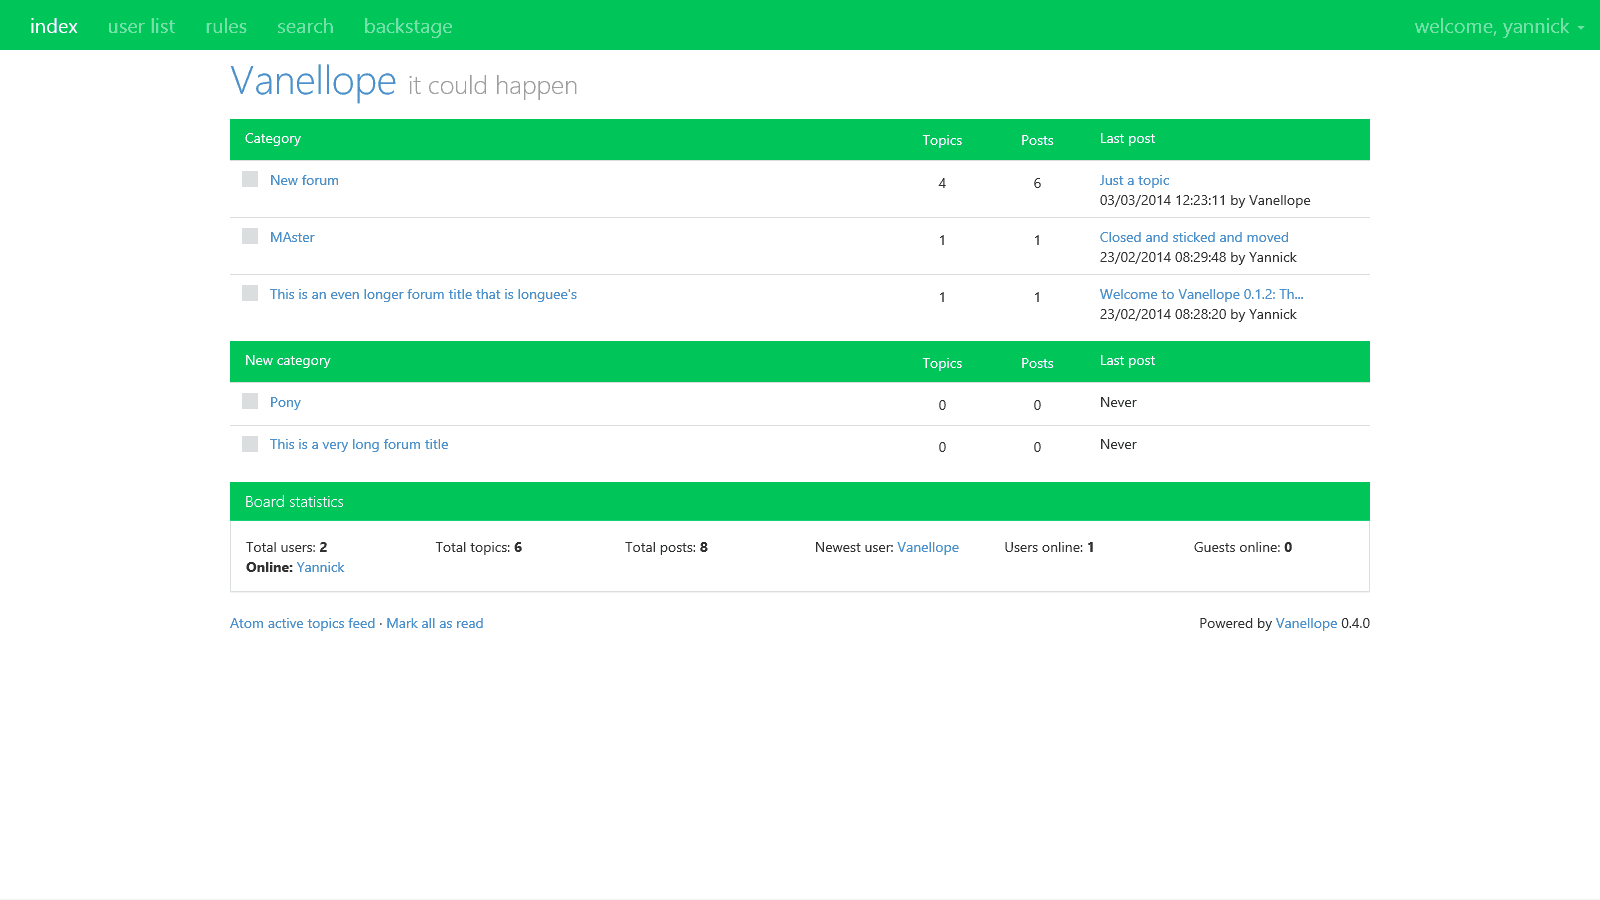 index user list rules search backstage welcome, yannick
Vanellope it could happen
Category Topics Posts Last post
New forum 4 6 Just a topic
03/03/2014 12:23:11 by Vanellope
MAster 1 1 Closed and sticked and moved
23/02/2014 08:29:48 by Yannick
This is an even longer forum title that is longuee's 1 1 Welcome to Vanellope 0.1.2: Th...
23/02/2014 08:28:20 by Yannick
New category Topics Posts Last post
Pony 0 0 Never
This is a very long forum title 0 0 Never
Board statistics
Total users: 2 Total topics: 6 Total posts: 8 Newest user: Vanellope Users online: 1 Guests online: 0
Online: Yannick
Atom active topics feed · Mark all as read Powered by Vanellope 0.4.0